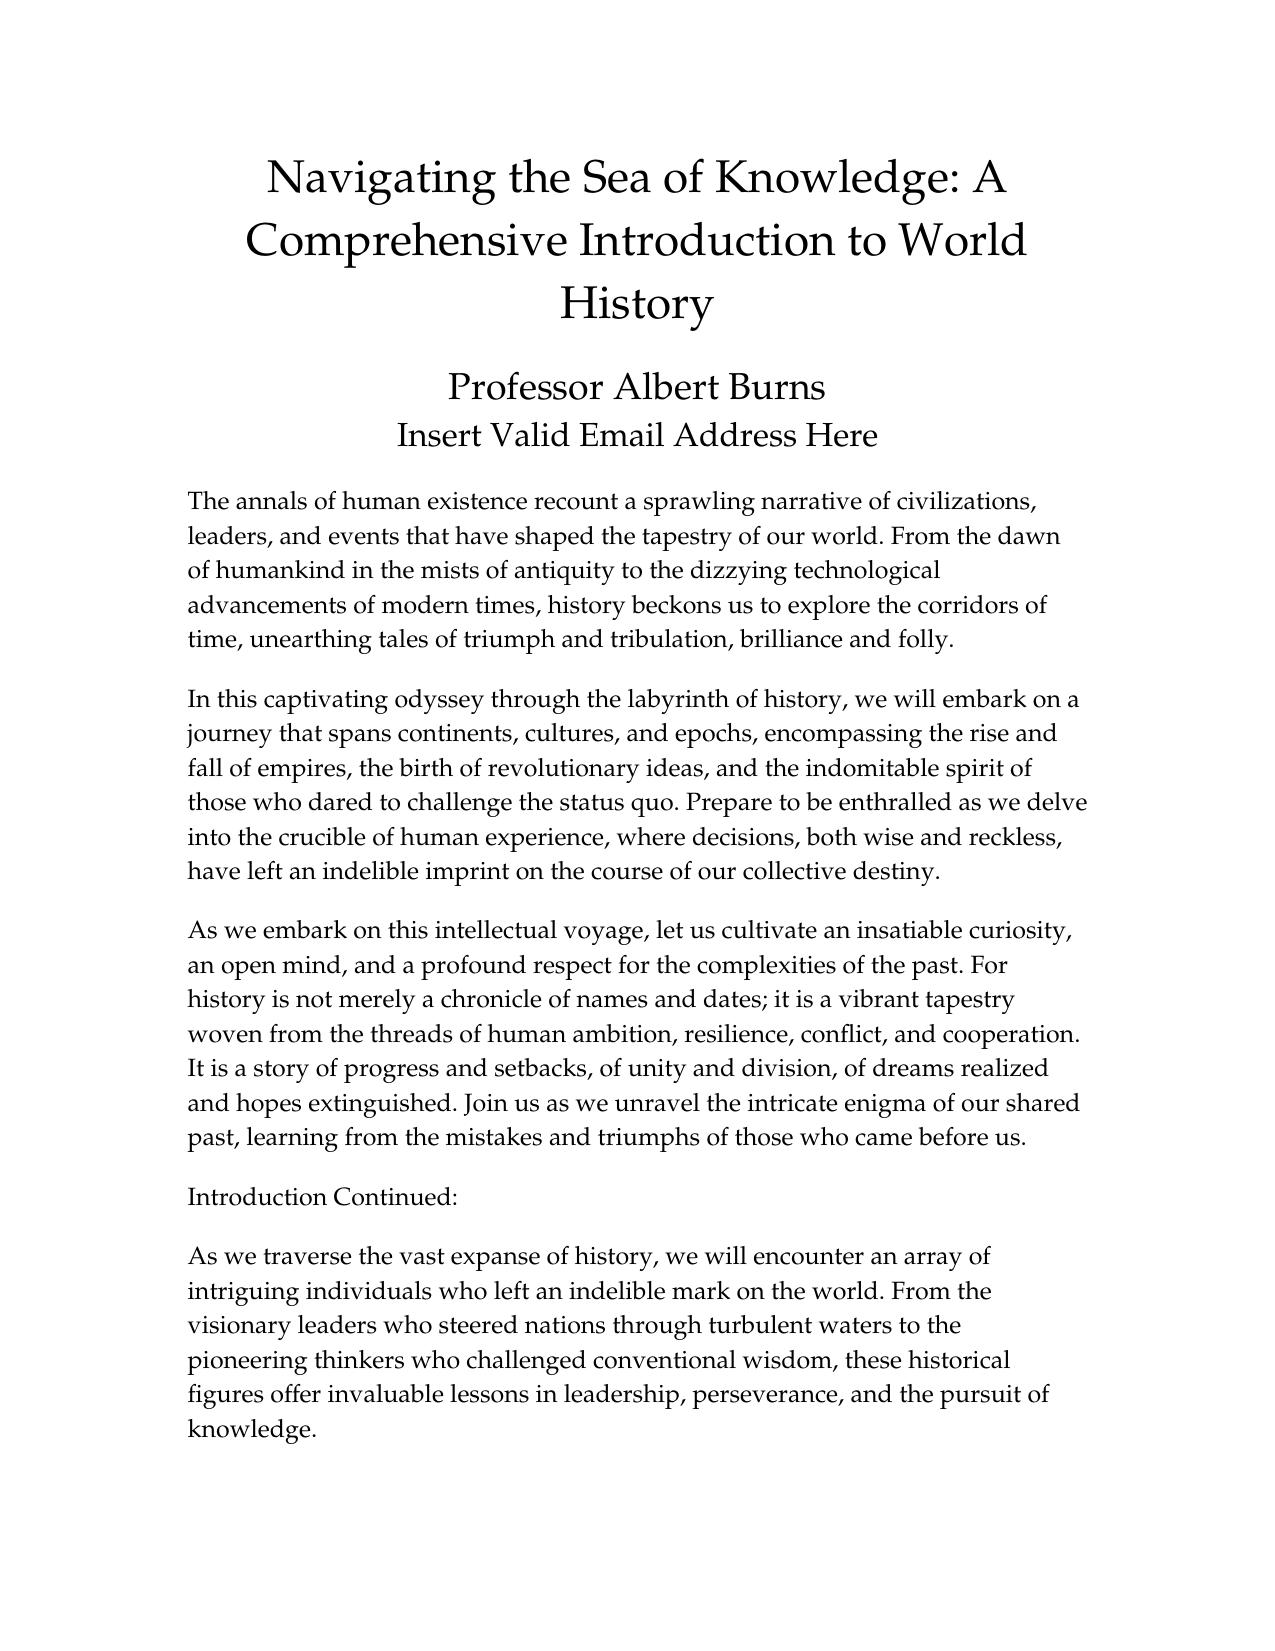 Navigating the Sea of Knowledge: A
Comprehensive Introduction to World
History
Professor Albert Burns
Insert Valid Email Address Here
The annals of human existence recount a sprawling narrative of civilizations,
leaders, and events that have shaped the tapestry of our world. From the dawn
of humankind in the mists of antiquity to the dizzying technological
advancements of modern times, history beckons us to explore the corridors of
time, unearthing tales of triumph and tribulation, brilliance and folly.
In this captivating odyssey through the labyrinth of history, we will embark on a
journey that spans continents, cultures, and epochs, encompassing the rise and
fall of empires, the birth of revolutionary ideas, and the indomitable spirit of
those who dared to challenge the status quo. Prepare to be enthralled as we delve
into the crucible of human experience, where decisions, both wise and reckless,
have left an indelible imprint on the course of our collective destiny.
As we embark on this intellectual voyage, let us cultivate an insatiable curiosity,
an open mind, and a profound respect for the complexities of the past. For
history is not merely a chronicle of names and dates; it is a vibrant tapestry
woven from the threads of human ambition, resilience, conflict, and cooperation.
It is a story of progress and setbacks, of unity and division, of dreams realized
and hopes extinguished. Join us as we unravel the intricate enigma of our shared
past, learning from the mistakes and triumphs of those who came before us.
Introduction Continued:
As we traverse the vast expanse of history, we will encounter an array of
intriguing individuals who left an indelible mark on the world. From the
visionary leaders who steered nations through turbulent waters to the
pioneering thinkers who challenged conventional wisdom, these historical
figures offer invaluable lessons in leadership, perseverance, and the pursuit of
knowledge.